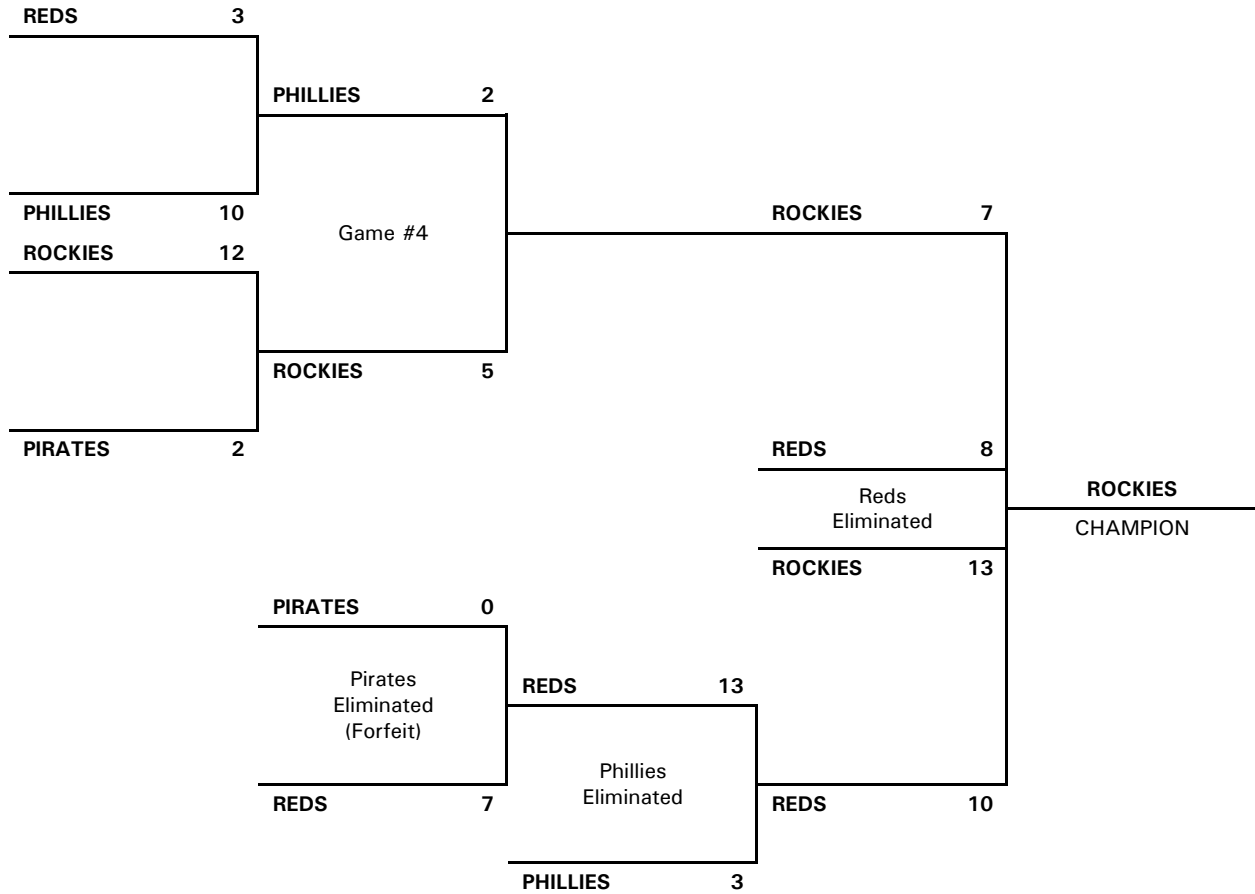 REDS 3
PHILLIES 2
PHILLIES 10
Game #4
ROCKIES 7
ROCKIES 12
ROCKIES 5
PIRATES 2
REDS 8
Reds
Eliminated
ROCKIES
CHAMPION
ROCKIES 13
PIRATES 0
Pirates
Eliminated
(Forfeit)
REDS 13
REDS 7
Phillies
Eliminated
REDS 10
PHILLIES 3